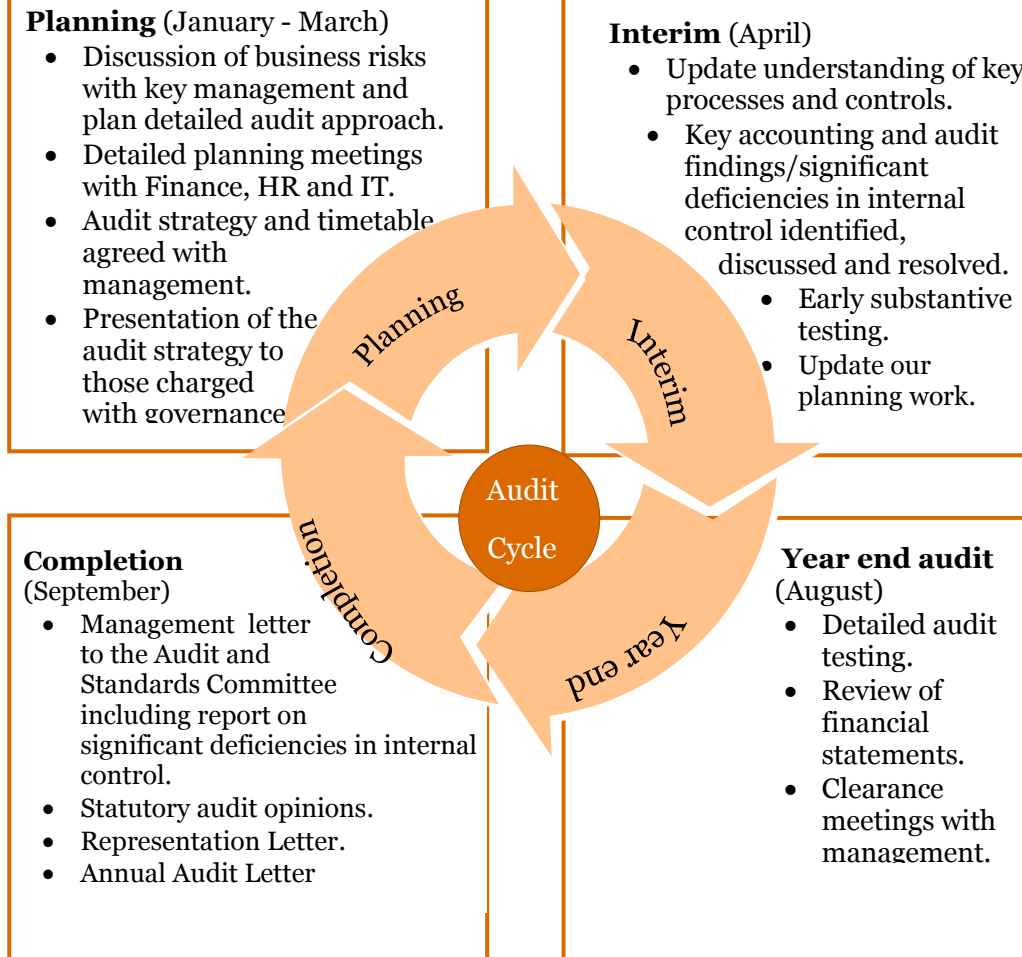 Planning (January - March)
• Discussion of business risks
with key management and
plan detailed audit approach.
• Detailed planning meetings
with Finance, HR and IT.
• Audit strategy and timetable
agreed with
management.
• Presentation of the
audit strategy to
those charged
with governance
Interim (April)
• Update understanding of key
processes and controls.
• Key accounting and audit
findings/significant
deficiencies in internal
control identified,
discussed and resolved.
• Early substantive
testing.
• Update our
planning work.
Planning
Interim
Audit
Cycle
Completion
Year end
Completion
(September)
• Management letter
to the Audit and
Standards Committee
including report on
significant deficiencies in internal
control.
• Statutory audit opinions.
• Representation Letter.
• Annual Audit Letter
Year end audit
(August)
• Detailed audit
testing.
• Review of
financial
statements.
• Clearance
meetings with
management.